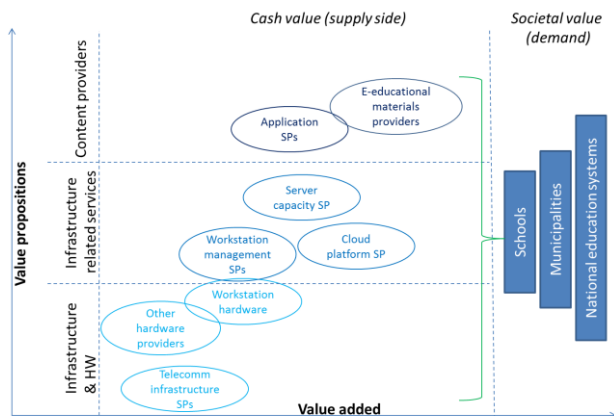 Cash value (supply side)
Societal value
(demand)
Value propositions
Content providers
E-educational
materials
providers
Application
SPs
Infrastructure
related services
Server
capacity SP
Workstation
management
SPs
Cloud
platform SP
Infrastructure
& HW
Workstation
hardware
Other
hardware
providers
Telecomm
infrastructure
SPs
Schools
Municipalities
National education systems
Value added